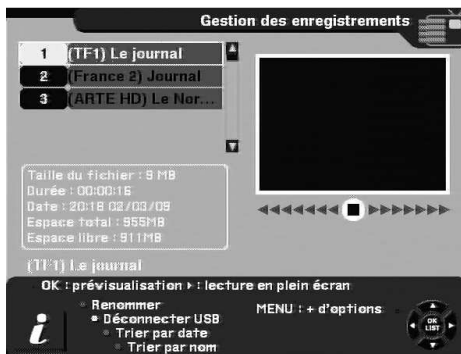 Gestion des enregistrements
1 (TF1) Le journal
2 (France 2) Journal
3 (ARTE HD) Le Nor...
Taille du fichier : 9 MB
Durée : 00:00:16
Date : 20:18 02/03/09
Espace total : 955MB
Espace libre : 911MB
(TF1) Le journal
OK : prévisualisation ▸ : lecture en plein écran
Renommer
Déconnecter USB
Trier par date
Trier par nom
MENU : + d'options
i
OK
LIST